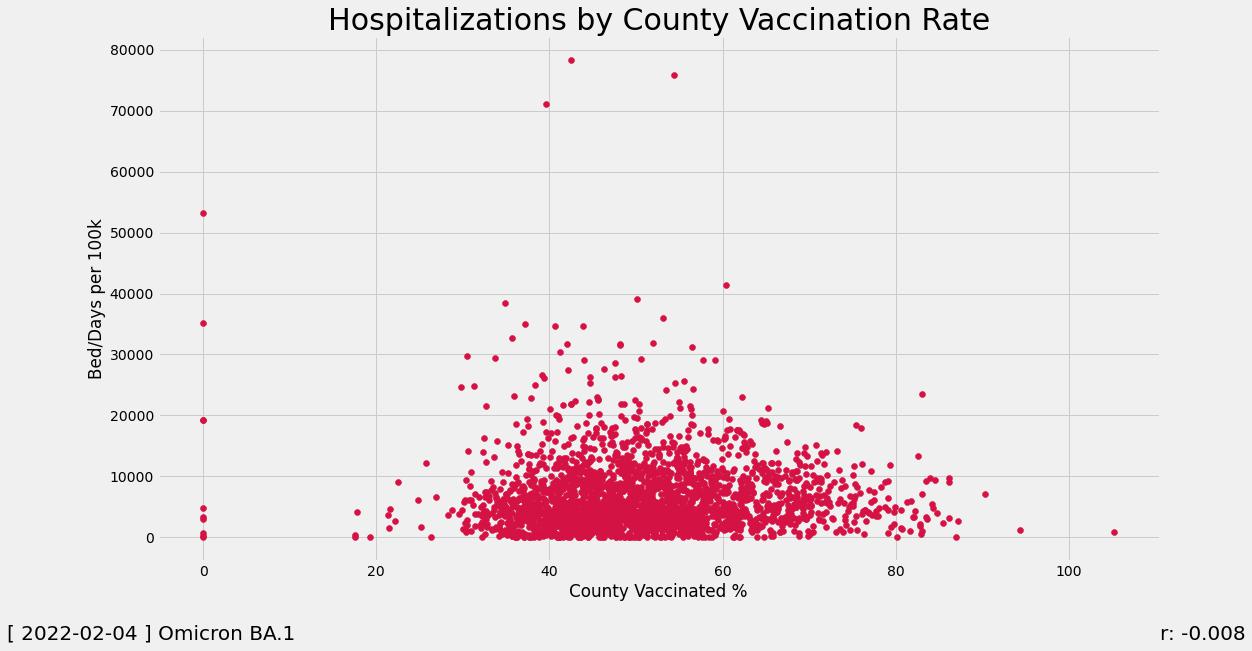 Hospitalizations by County Vaccination Rate
80000
70000
60000
50000
40000
30000
20000
10000
0
Bed/Days per 100k
0 20 40 60 80 100
County Vaccinated %
[ 2022-02-04 ] Omicron BA.1
r: -0.008